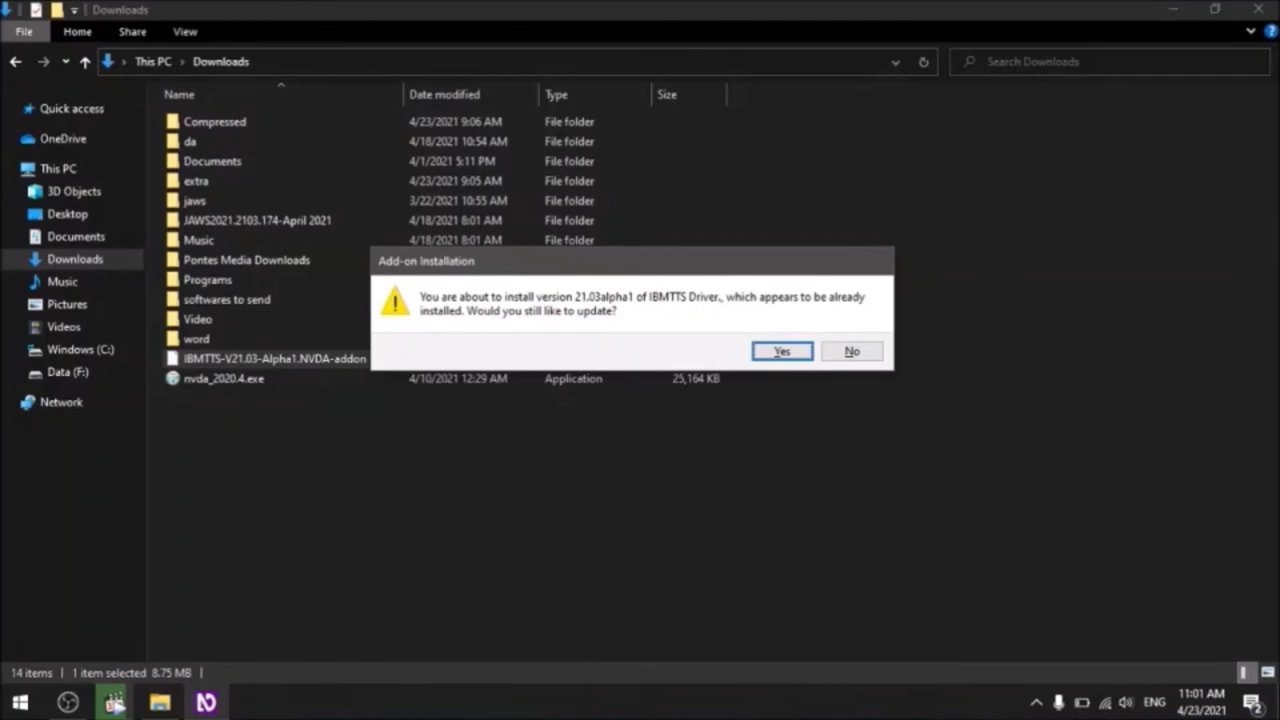 Downloads
File Home Share View
This PC Downloads
Search Downloads
Name Date modified Type Size
Quick access
OneDrive
This PC
3D Objects
Desktop
Documents
Downloads
Music
Pictures
Videos
Windows (C:)
Data (F:)
Network
Compressed 4/23/2021 9:06 AM File folder
da 4/18/2021 10:54 AM File folder
Documents 4/1/2021 5:11 PM File folder
extra 4/23/2021 9:05 AM File folder
jaws 3/22/2021 10:55 AM File folder
JAWS2021.2103.174-April 2021 4/18/2021 8:01 AM File folder
Music 4/18/2021 8:01 AM File folder
Pontes Media Downloads
Programs
softwares to send
Video
word
IBMTTS-V21.03-Alpha1.NVDA-addon
nvda_2020.4.exe 4/10/2021 12:29 AM Application 25,164 KB
Add-on Installation
You are about to install version 21.03alpha1 of IBMTTS Driver., which appears to be already
installed. Would you still like to update?
Yes No
14 items 1 item selected 8.75 MB
ENG
11:01 AM
4/23/2021
2